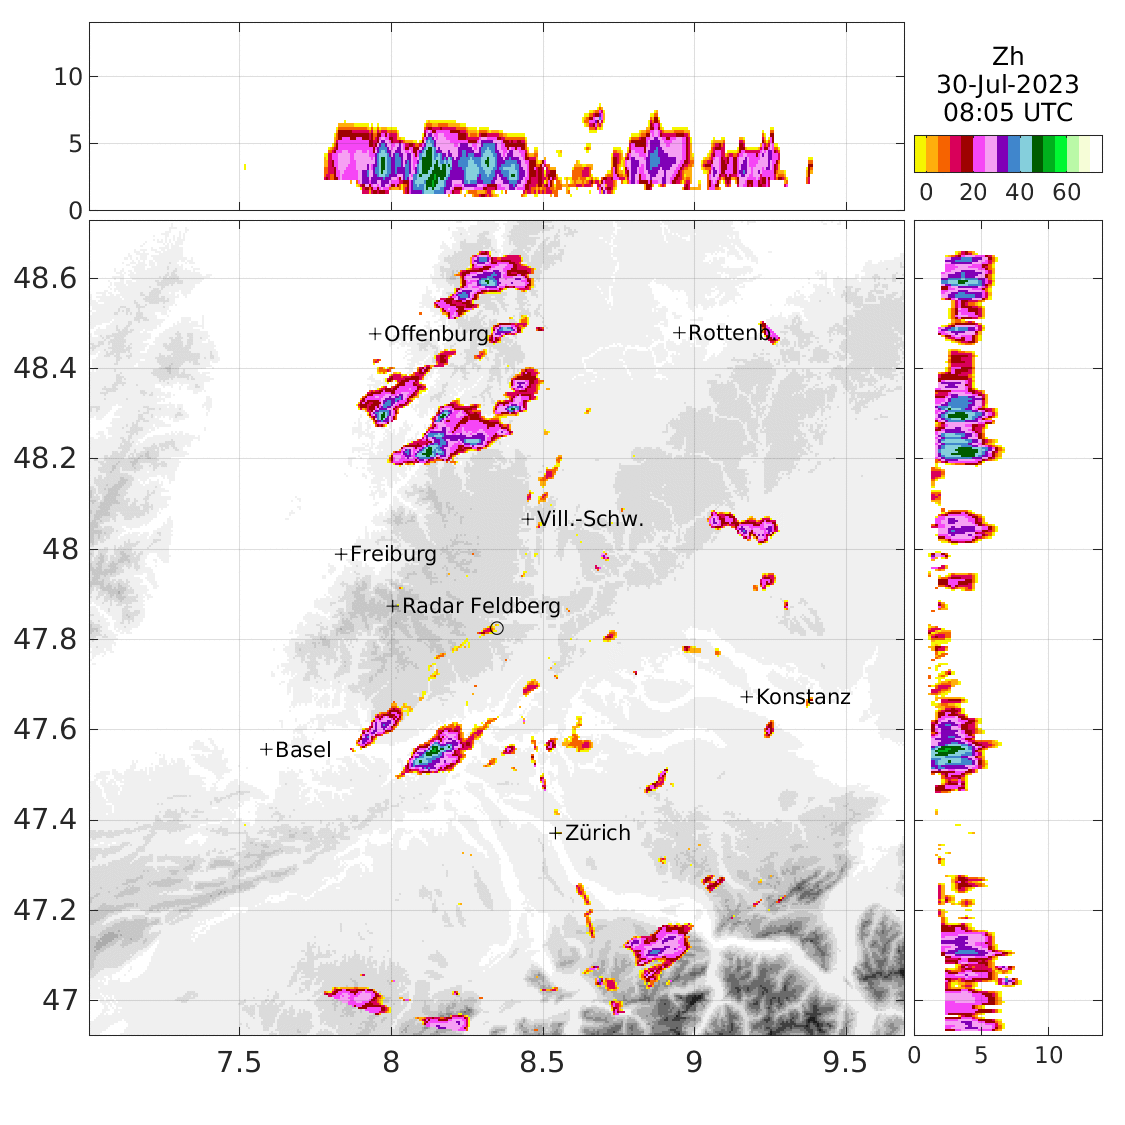 10
5
0
Zh
30-Jul-2023
08:05 UTC
0 20 40 60
48.6
48.4
48.2
48
47.8
47.6
47.4
47.2
47
Offenburg
Rottenb.
Vill.-Schw.
Freiburg
Radar Feldberg
Konstanz
Basel
Zürich
7.5 8 8.5 9 9.5
0 5 10